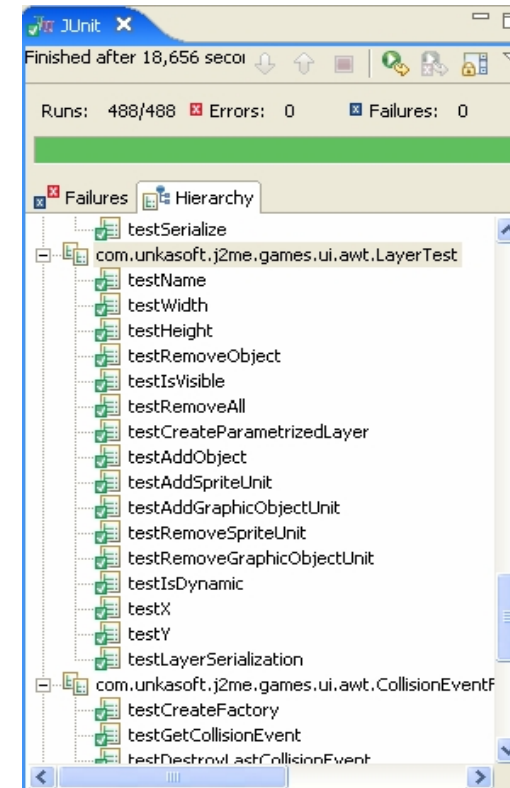 JUnit
Finished after 18,656 secon
Runs: 488/488 Errors: 0 Failures: 0
Failures Hierarchy
testSerialize
com.unkasoft.j2me.games.ui.awt.LayerTest
testName
testWidth
testHeight
testRemoveObject
testIsVisible
testRemoveAll
testCreateParametrizedLayer
testAddObject
testAddSpriteUnit
testAddGraphicObjectUnit
testRemoveSpriteUnit
testRemoveGraphicObjectUnit
testIsDynamic
testX
testY
testLayerSerialization
com.unkasoft.j2me.games.ui.awt.CollisionEventF
testCreateFactory
testGetCollisionEvent
testDestroyLastCollisionEvent